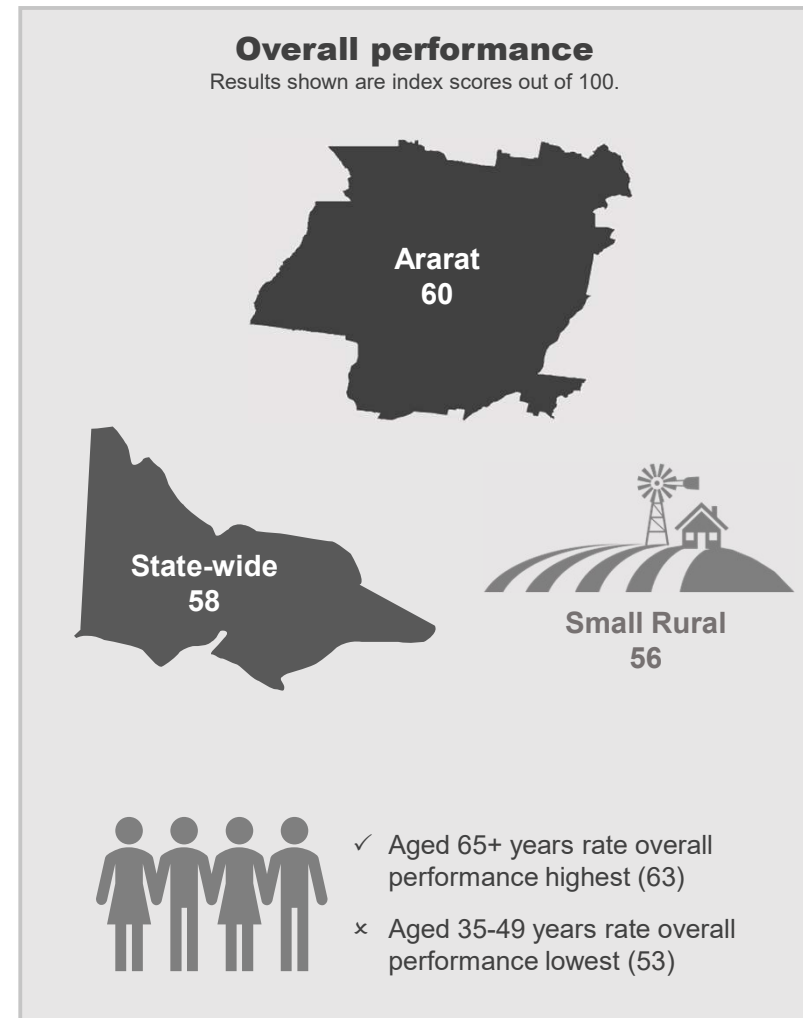 Overall performance
Results shown are index scores out of 100.
Ararat
60
State-wide
58
Small Rural
56
✓ Aged 65+ years rate overall
performance highest (63)
× Aged 35-49 years rate overall
performance lowest (53)